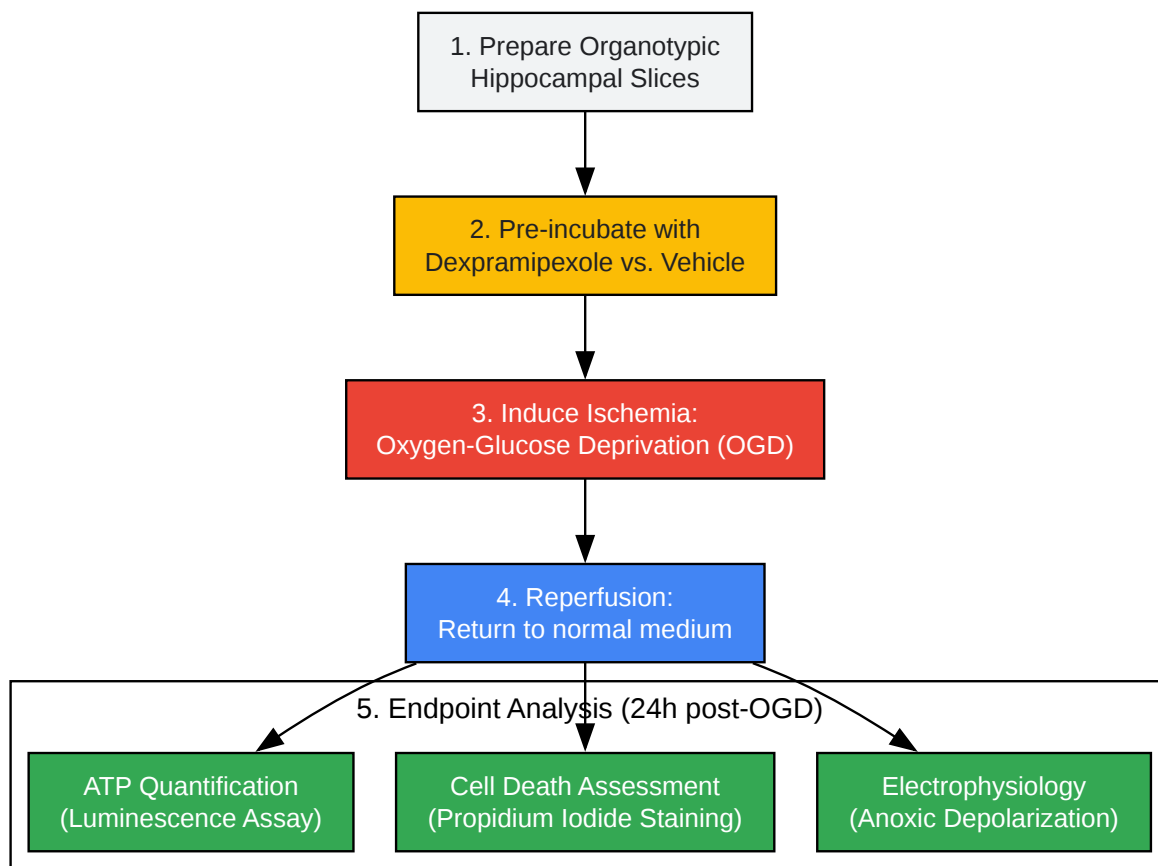 1. Prepare Organotypic
Hippocampal Slices
2. Pre-incubate with
Dexpramipexole vs. Vehicle
3. Induce Ischemia:
Oxygen-Glucose Deprivation (OGD)
4. Reperfusion:
Return to normal medium
5. Endpoint Analysis (24h post-OGD)
ATP Quantification
(Luminescence Assay)
Cell Death Assessment
(Propidium Iodide Staining)
Electrophysiology
(Anoxic Depolarization)